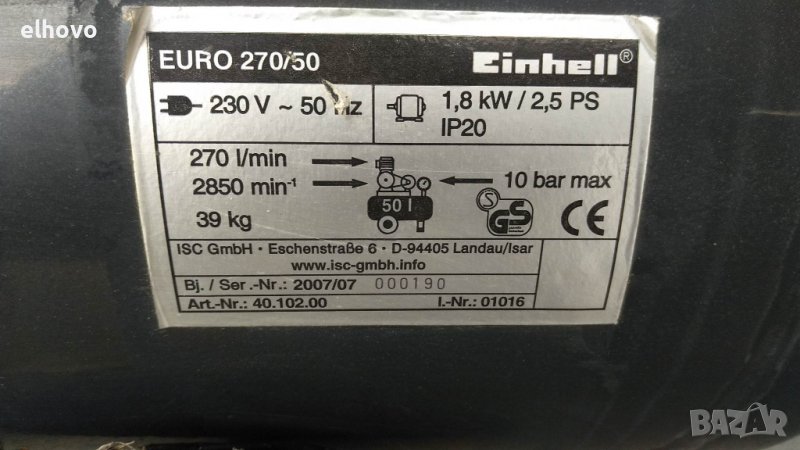 elhovo
EURO 270/50
Einhell®
230 V ~ 50 Hz
1,8 kW / 2,5 PS
IP20
270 l/min
2850 min⁻¹
10 bar max
50 l
39 kg
S
GS
CE
ISC GmbH · Eschenstraße 6 · D-94405 Landau/Isar
www.isc-gmbh.info
Bj. / Ser.-Nr.: 2007/07 000190
Art.-Nr.: 40.102.00 I.-Nr.: 01016
BAZAR